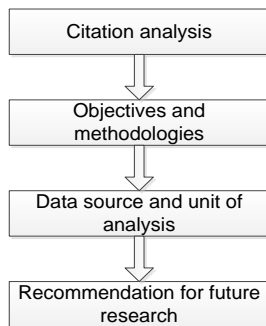 Citation analysis
Objectives and
methodologies
Data source and unit of
analysis
Recommendation for future
research